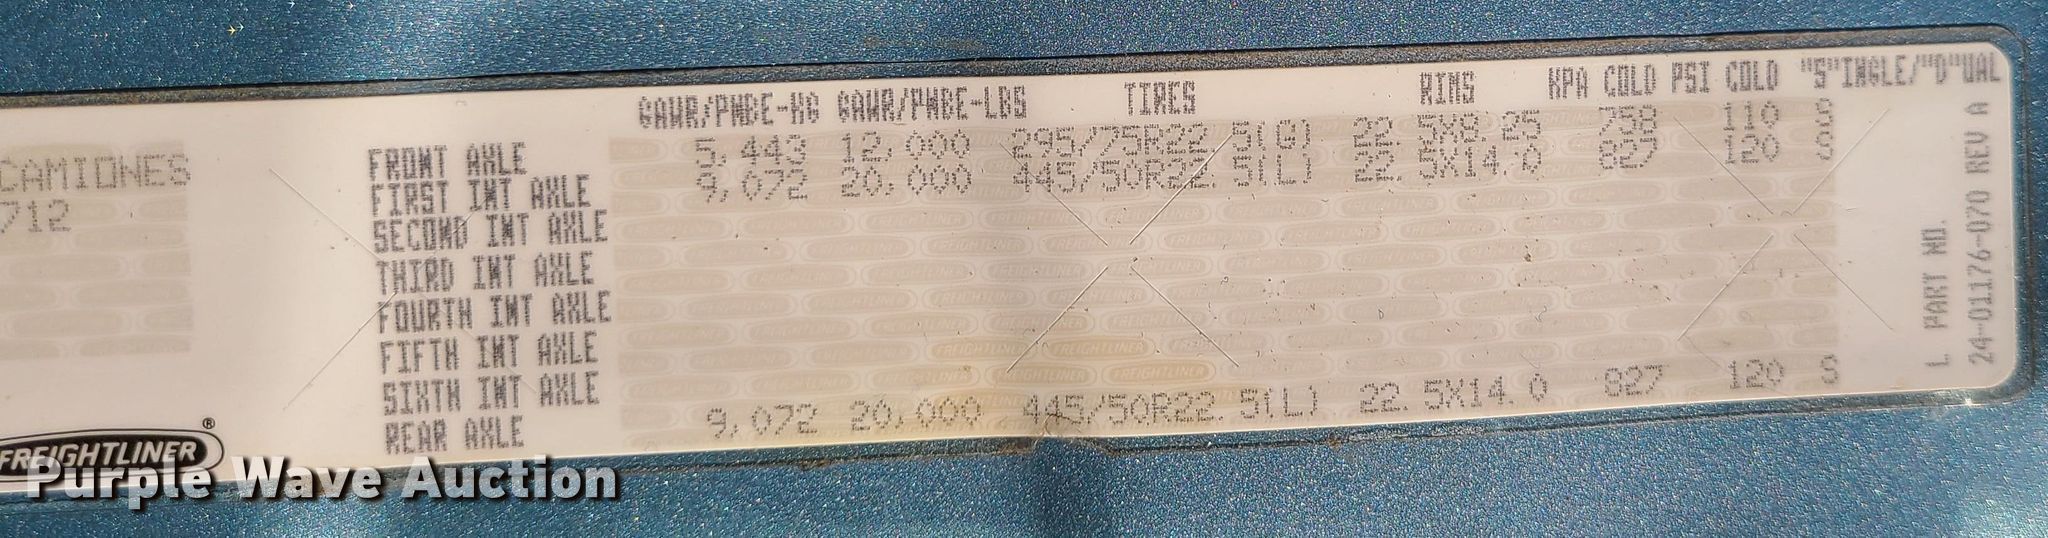 CAMIONES
712
FREIGHTLINER®
GAWR/PNBE-KG GAWR/PNBE-LBS TIRES RIMS KPA COLD PSI COLD "S"INGLE/"D"UAL
FRONT AXLE 5,443 12,000 295/75R22.5(G) 22.5X8.25 758 110 S
FIRST INT AXLE 9,072 20,000 445/50R22.5(L) 22.5X14.0 827 120 S
SECOND INT AXLE
THIRD INT AXLE
FOURTH INT AXLE
FIFTH INT AXLE
SIXTH INT AXLE
REAR AXLE 9,072 20,000 445/50R22.5(L) 22.5X14.0 827 120 S
L PART NO.
24-01176-070 REV A
Purple Wave Auction